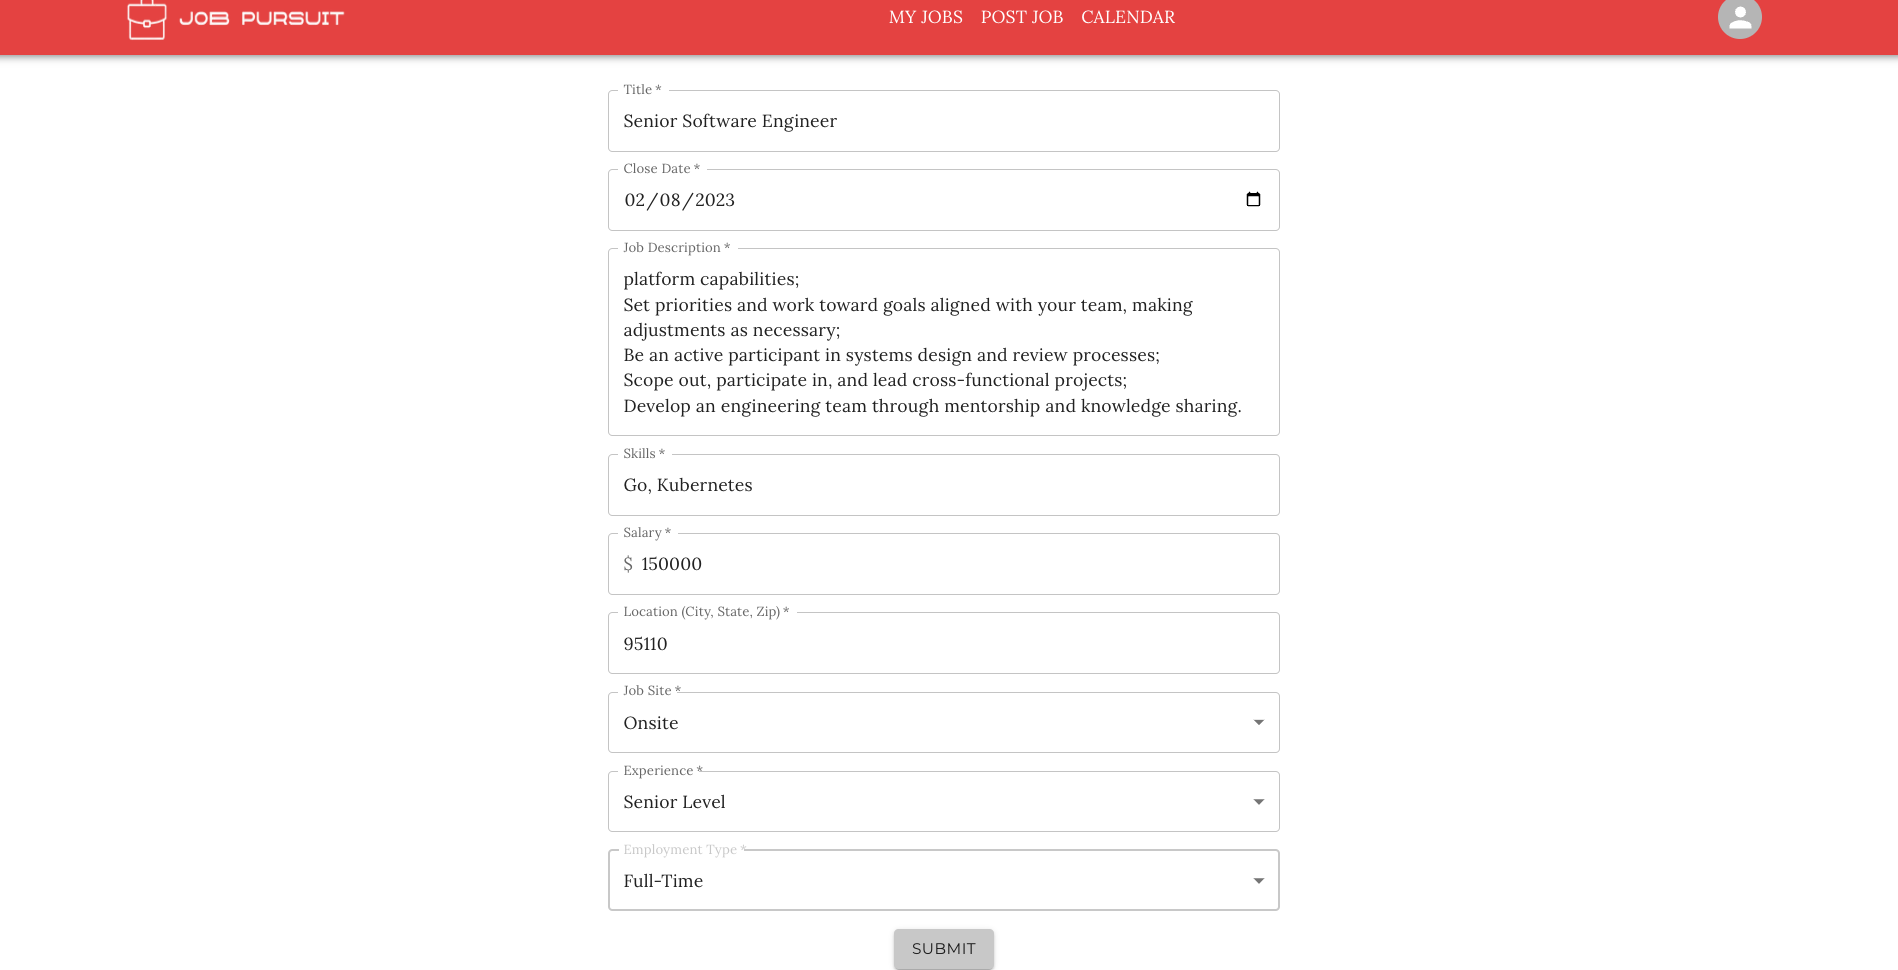 JOB PURSUIT
MY JOBS POST JOB CALENDAR
Title *
Senior Software Engineer
Close Date *
02/08/2023
Job Description *
platform capabilities;
Set priorities and work toward goals aligned with your team, making
adjustments as necessary;
Be an active participant in systems design and review processes;
Scope out, participate in, and lead cross-functional projects;
Develop an engineering team through mentorship and knowledge sharing.
Skills *
Go, Kubernetes
Salary *
$ 150000
Location (City, State, Zip) *
95110
Job Site *
Onsite
Experience *
Senior Level
Employment Type *
Full-Time
SUBMIT